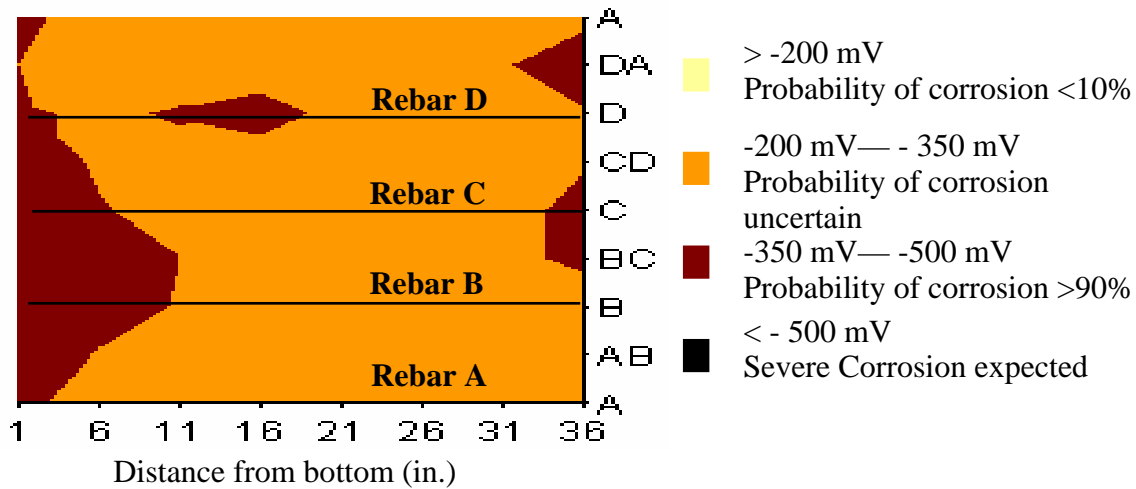 A
DA
Rebar D
D
CD
Rebar C
C
BC
Rebar B
B
AB
Rebar A
A
1 6 11 16 21 26 31 36
Distance from bottom (in.)
> -200 mV
Probability of corrosion <10%
-200 mV— - 350 mV
Probability of corrosion
uncertain
-350 mV— -500 mV
Probability of corrosion >90%
< - 500 mV
Severe Corrosion expected